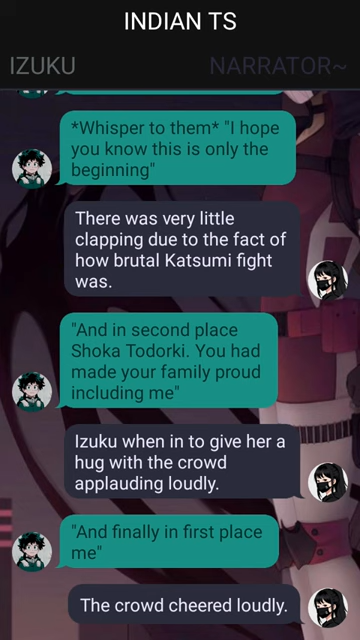 INDIAN TS
IZUKU
NARRATOR~
*Whisper to them* "I hope
you know this is only the
beginning"
There was very little
clapping due to the fact of
how brutal Katsumi fight
was.
"And in second place
Shoka Todorki. You had
made your family proud
including me"
Izuku when in to give her a
hug with the crowd
applauding loudly.
"And finally in first place
me"
The crowd cheered loudly.